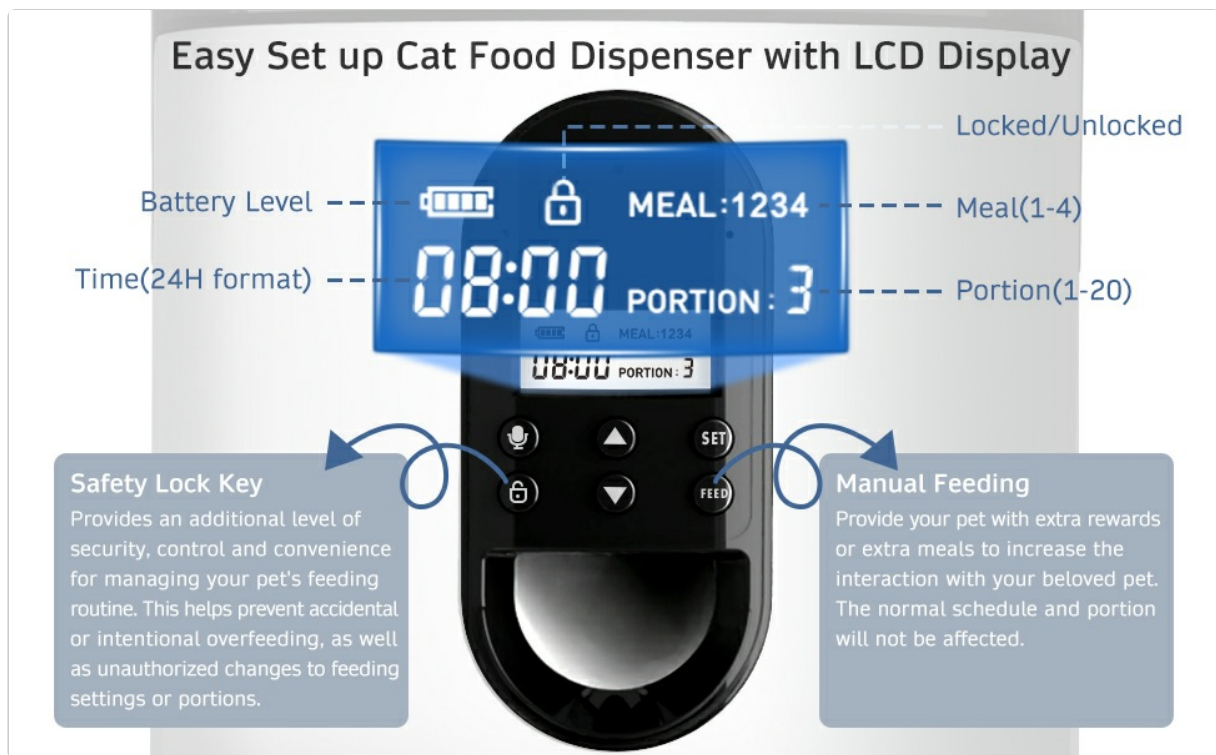 Easy Set up Cat Food Dispenser with LCD Display
Locked/Unlocked
Battery Level
MEAL:1234
Meal(1-4)
Time(24H format)
08:00
PORTION: 3
Portion(1-20)
MEAL:1234
08:00 PORTION: 3
SET
FEED
Safety Lock Key
Provides an additional level of
security, control and convenience
for managing your pet's feeding
routine. This helps prevent accidental
or intentional overfeeding, as well
as unauthorized changes to feeding
settings or portions.
Manual Feeding
Provide your pet with extra rewards
or extra meals to increase the
interaction with your beloved pet.
The normal schedule and portion
will not be affected.